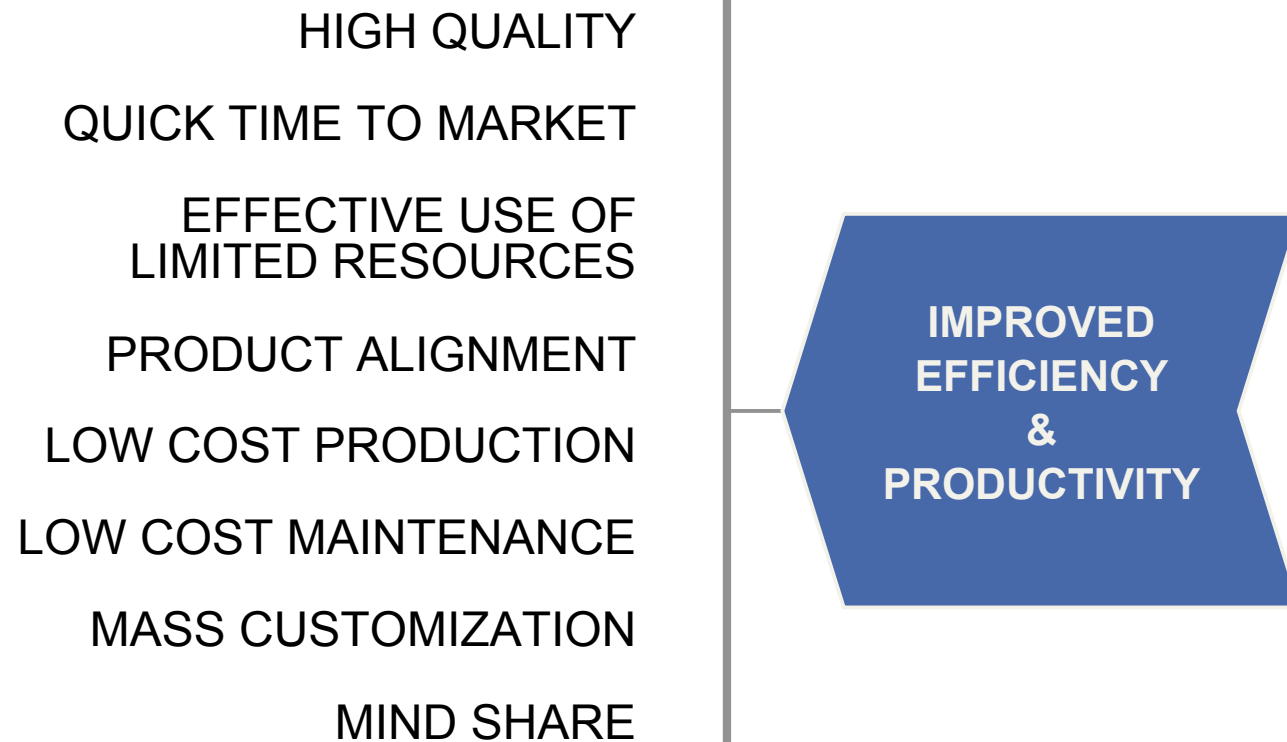 HIGH QUALITY
QUICK TIME TO MARKET
EFFECTIVE USE OF
LIMITED RESOURCES
PRODUCT ALIGNMENT
LOW COST PRODUCTION
LOW COST MAINTENANCE
MASS CUSTOMIZATION
MIND SHARE
IMPROVED
EFFICIENCY
&
PRODUCTIVITY